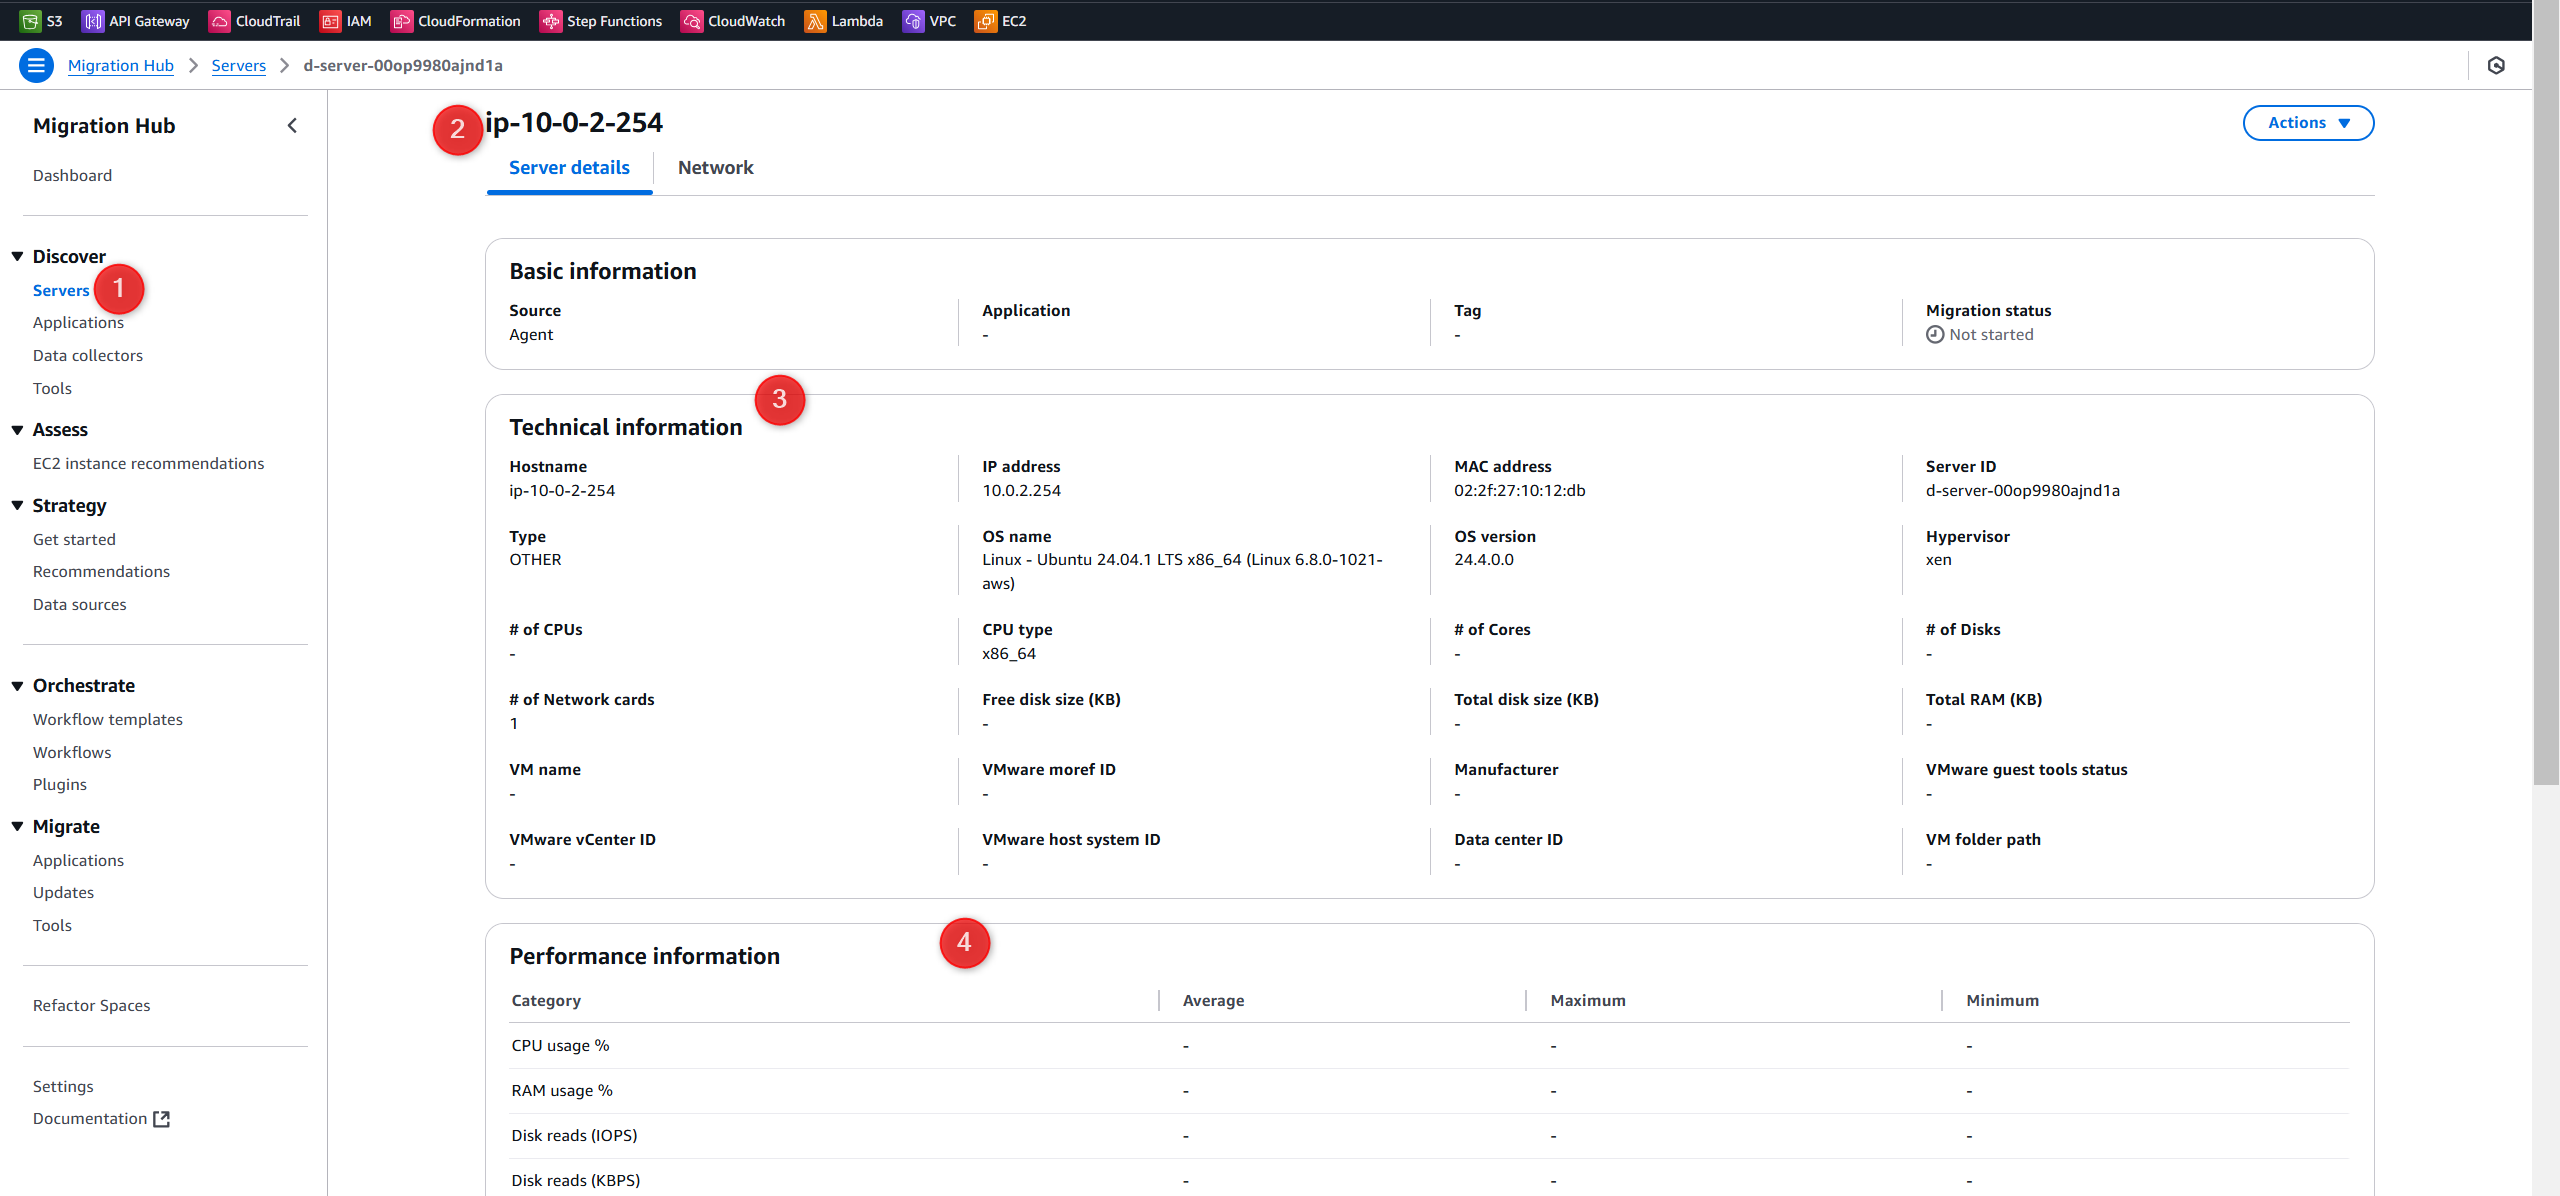 S3 API Gateway CloudTrail IAM CloudFormation Step Functions CloudWatch Lambda VPC EC2
Migration Hub Servers d-server-00op9980ajnd1a
Migration Hub
Dashboard
Discover
Servers 1
Applications
Data collectors
Tools
Assess
EC2 instance recommendations
Strategy
Get started
Recommendations
Data sources
Orchestrate
Workflow templates
Workflows
Plugins
Migrate
Applications
Updates
Tools
Refactor Spaces
Settings
Documentation
2 ip-10-0-2-254
Actions
Server details Network
Basic information
Source Application Tag Migration status
Agent - - Not started
3
Technical information
Hostname IP address MAC address Server ID
ip-10-0-2-254 10.0.2.254 02:2f:27:10:12:db d-server-00op9980ajnd1a
Type OS name OS version Hypervisor
OTHER Linux - Ubuntu 24.04.1 LTS x86_64 (Linux 6.8.0-1021- 24.4.0.0 xen
aws)
# of CPUs CPU type # of Cores # of Disks
- x86_64 - -
# of Network cards Free disk size (KB) Total disk size (KB) Total RAM (KB)
1 - - -
VM name VMware moref ID Manufacturer VMware guest tools status
- - - -
VMware vCenter ID VMware host system ID Data center ID VM folder path
- - - -
4
Performance information
Category Average Maximum Minimum
CPU usage % - - -
RAM usage % - - -
Disk reads (IOPS) - - -
Disk reads (KBPS) - - -